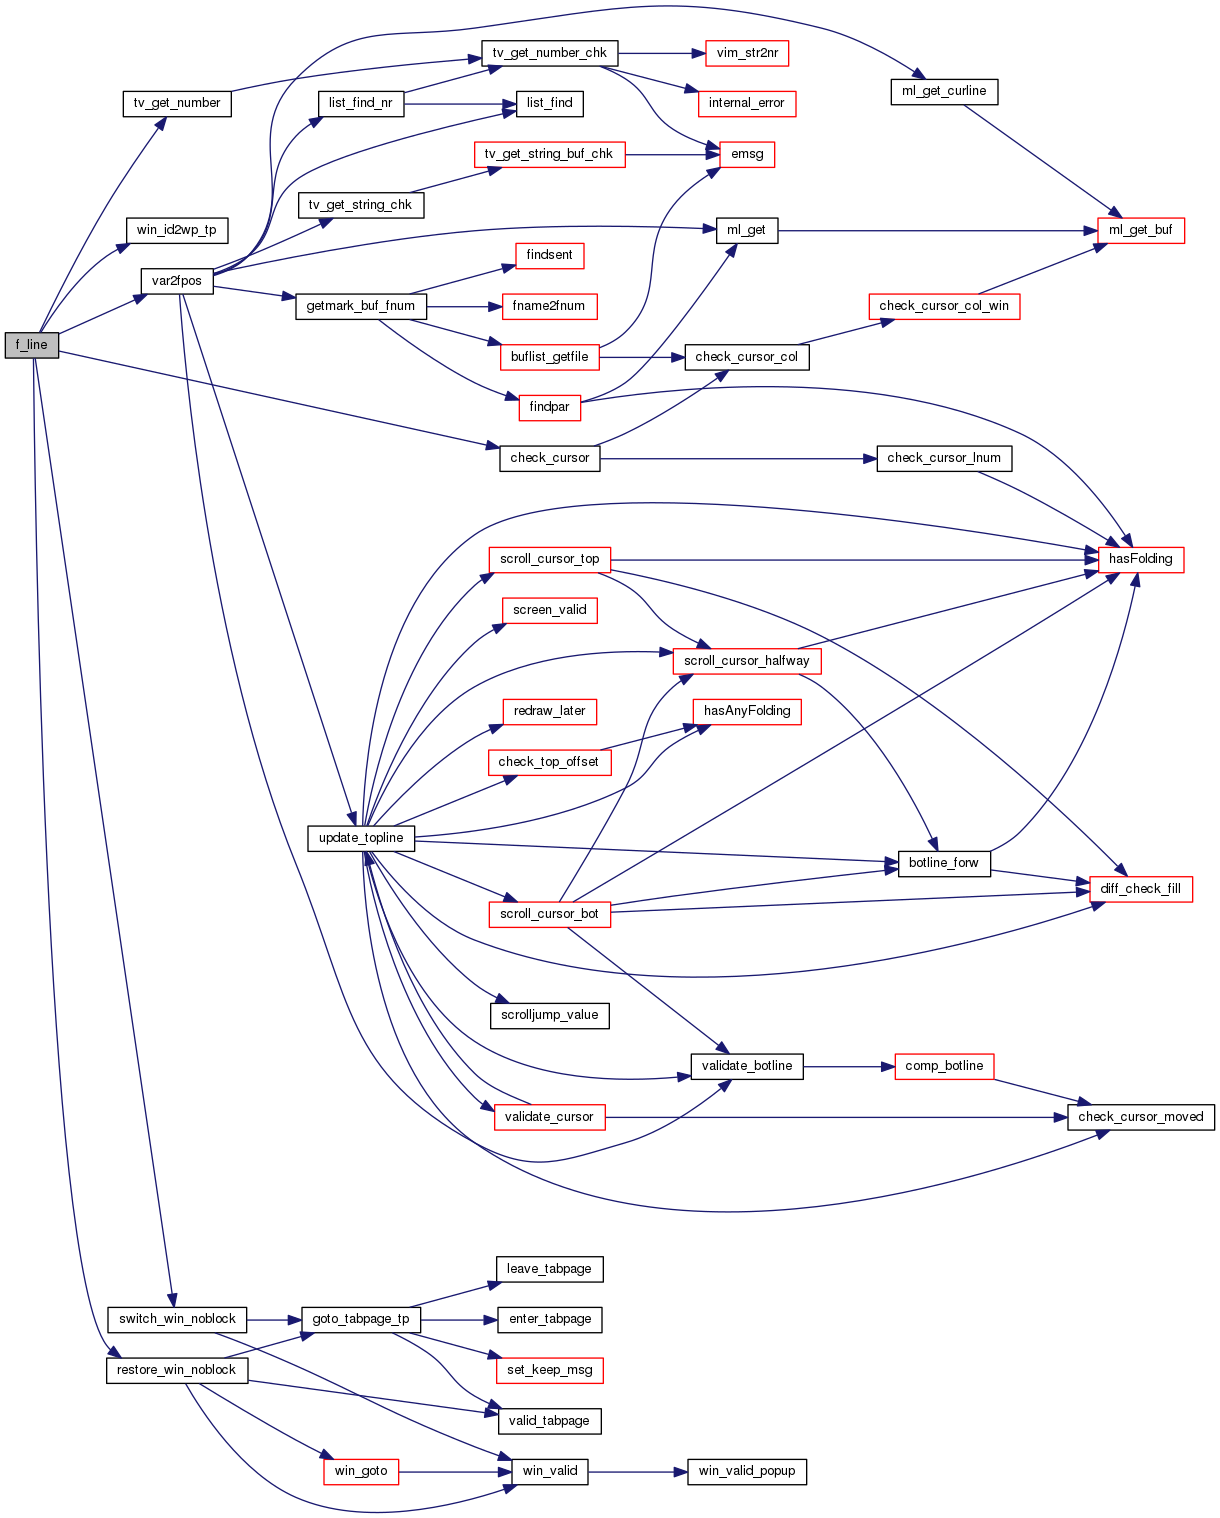 tv_get_number_chk
vim_str2nr
ml_get_curline
tv_get_number
list_find_nr
list_find
internal_error
tv_get_string_buf_chk
emsg
tv_get_string_chk
win_id2wp_tp
ml_get
ml_get_buf
findsent
var2fpos
getmark_buf_fnum
fname2fnum
check_cursor_col_win
f_line
buflist_getfile
check_cursor_col
findpar
check_cursor
check_cursor_lnum
scroll_cursor_top
hasFolding
screen_valid
scroll_cursor_halfway
redraw_later
hasAnyFolding
check_top_offset
update_topline
botline_forw
diff_check_fill
scroll_cursor_bot
scrolljump_value
validate_botline
comp_botline
validate_cursor
check_cursor_moved
leave_tabpage
switch_win_noblock
goto_tabpage_tp
enter_tabpage
restore_win_noblock
set_keep_msg
valid_tabpage
win_goto
win_valid
win_valid_popup